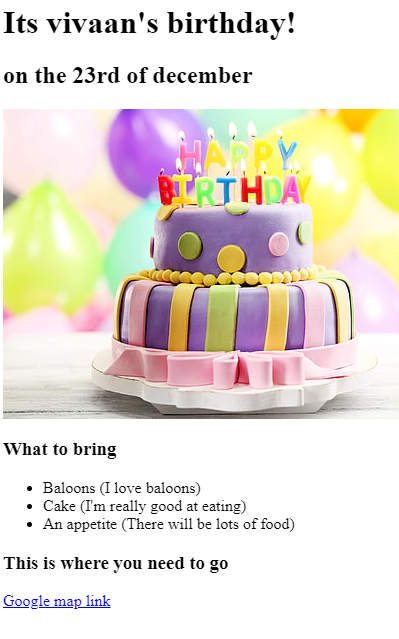 Its vivaan's birthday!
on the 23rd of december
HAPPY
BIRTHDAY
What to bring
Baloons (I love baloons)
Cake (I'm really good at eating)
An appetite (There will be lots of food)
This is where you need to go
Google map link